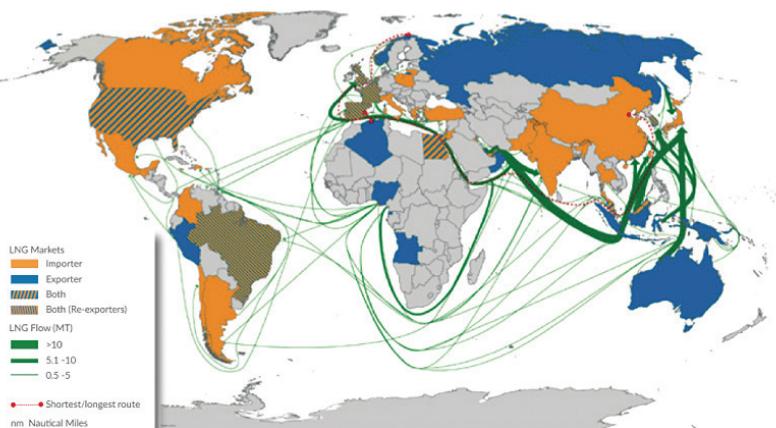 LNG Markets
Importer
Exporter
Both
Both (Re-exporters)
LNG Flow (MT)
>10
5.1 -10
0.5 -5
Shortest/longest route
nm Nautical Miles